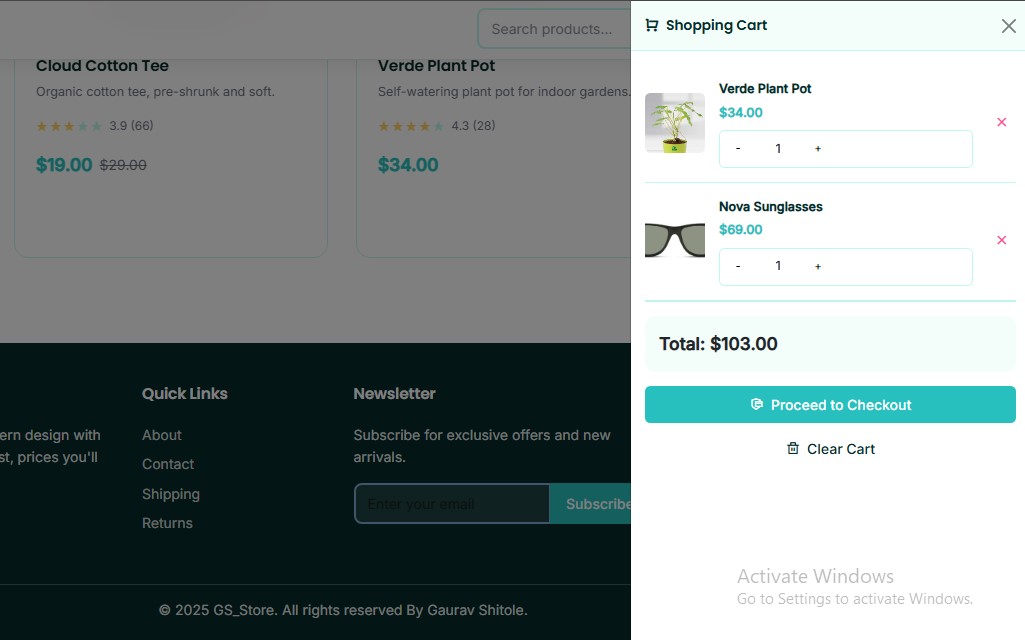 Search products...
Cloud Cotton Tee
Organic cotton tee, pre-shrunk and soft.
3.9 (66)
$19.00 $29.00
Verde Plant Pot
Self-watering plant pot for indoor gardens.
4.3 (28)
$34.00
ern design with
st, prices you'll
Quick Links
About
Contact
Shipping
Returns
Newsletter
Subscribe for exclusive offers and new
arrivals.
Enter your email
Subscribe
© 2025 GS_Store. All rights reserved By Gaurav Shitole.
Shopping Cart
Verde Plant Pot
$34.00
- 1 +
Nova Sunglasses
$69.00
- 1 +
Total: $103.00
Proceed to Checkout
Clear Cart
Activate Windows
Go to Settings to activate Windows.